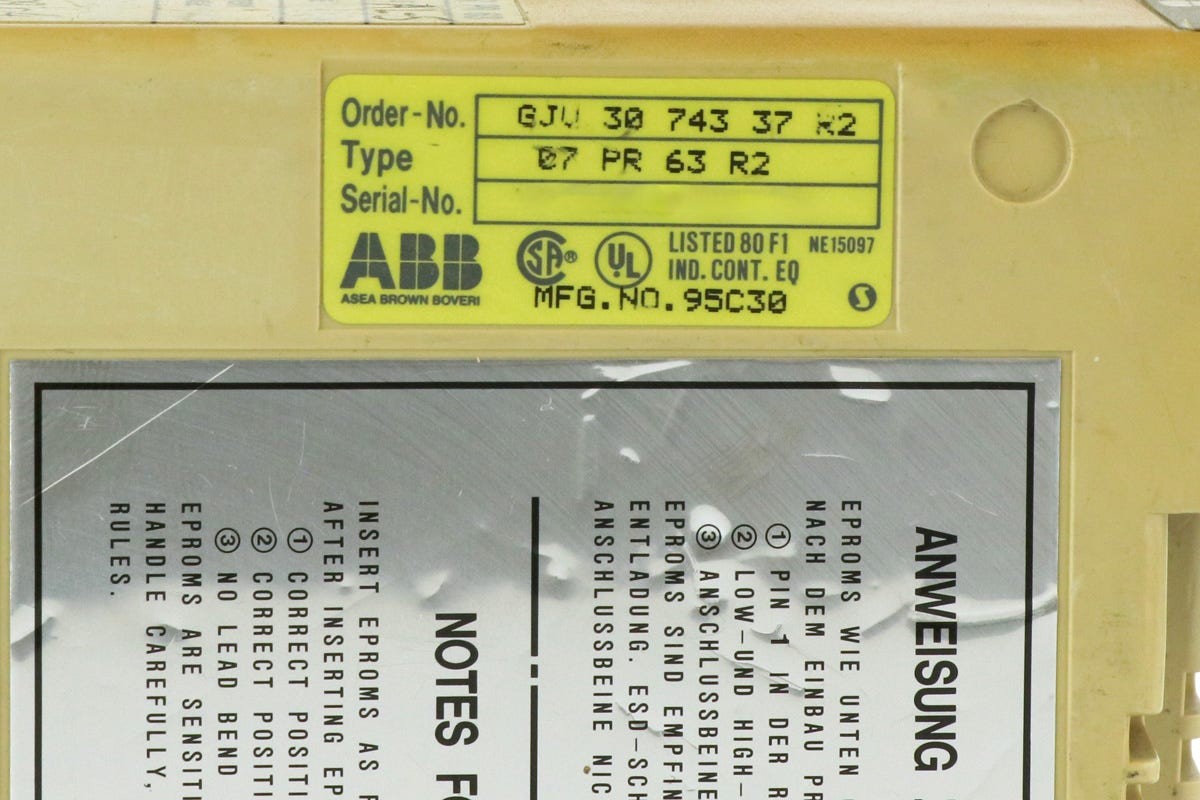 Order-No. GJV 30 743 37 R2
Type 07 PR 63 R2
Serial-No.
ABB
ASEA BROWN BOVERI
SA®
UL
LISTED 80 F1
IND. CONT. EQ
NE15097
MFG.NO.95C30
S
ANWEISUNG
EPROMS WIE UNTEN
NACH DEM EINBAU PR
① PIN 1 IN DER R
② LOW-UND HIGH-
③ ANSCHLUSSBEINE
EPROMS SIND EMPFIN
ENTLADUNG. ESD-SCH
ANSCHLUSSBEINE NIC
NOTES FO
INSERT EPROMS AS
AFTER INSERTING EP
① CORRECT POSITI
② CORRECT POSITI
③ NO LEAD BEND
EPROMS ARE SENSITI
HANDLE CAREFULLY,
RULES.